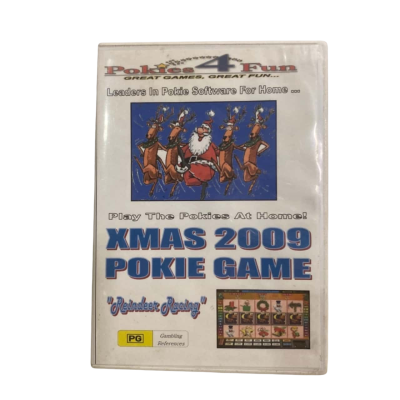 Pokies 4 Fun
GREAT GAMES, GREAT FUN...
Leaders In Pokie Software For Home ....
Play The Pokies At Home!
XMAS 2009
POKIE GAME
"Reindeer Raving"
PG
Gambling
References